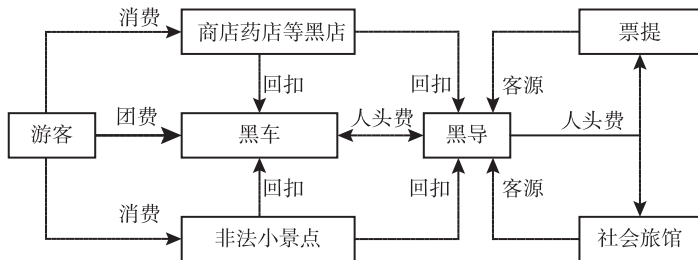 消费
商店药店等黑店
票提
回扣
回扣
客源
游客
团费
黑车
人头费
黑导
人头费
回扣
回扣
客源
消费
非法小景点
社会旅馆